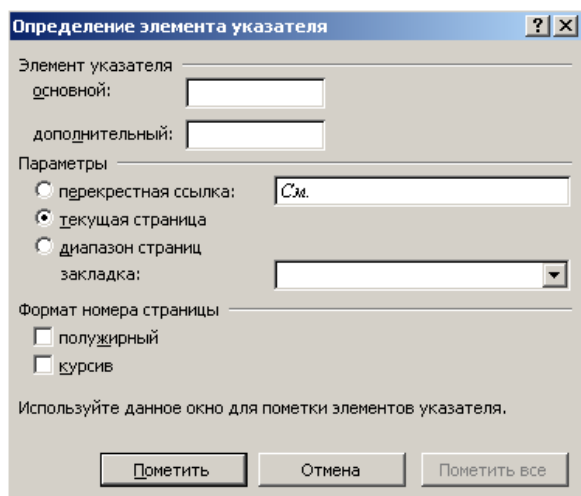 Определение элемента указателя
Элемент указателя
основной:
дополнительный:
Параметры
перекрестная ссылка: См.
текущая страница
диапазон страниц
закладка:
Формат номера страницы
полужирный
курсив
Используйте данное окно для пометки элементов указателя.
Пометить Отмена Пометить все